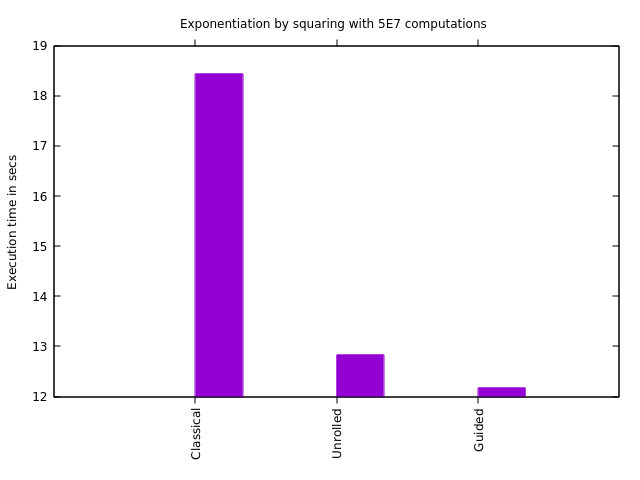 Exponentiation by squaring with 5E7 computations
19
18
17
16
15
14
13
12
Execution time in secs
Classical
Unrolled
Guided